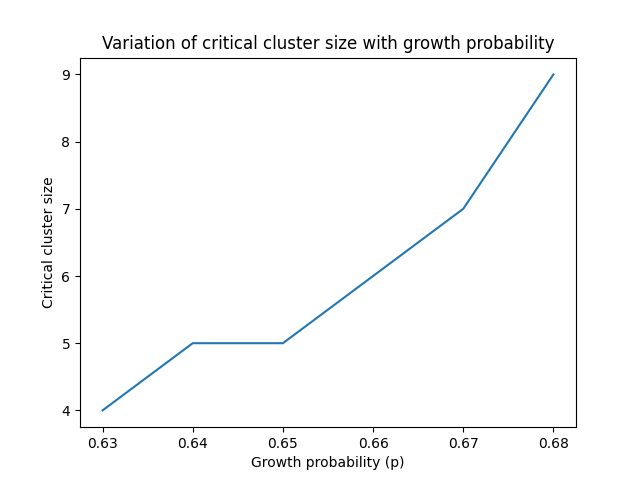 Variation of critical cluster size with growth probability
9
8
7
6
5
4
Critical cluster size
0.63 0.64 0.65 0.66 0.67 0.68
Growth probability (p)